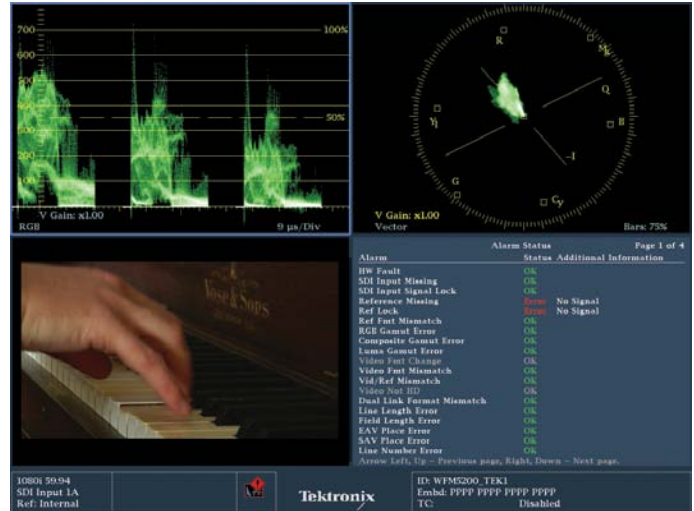 700
100%
600
500
400
50%
300
200
100
V Gain: x1.00
RGB
9 µs/Div
R
Q
B
-I
G
V Gain: x1.00
Vector
Bars: 75%
Vose & Sons
Alarm Status
Page 1 of 4
Alarm
Status Additional Information
HW Fault OK
SDI Input Missing OK
SDI Input Signal Lock OK
Reference Missing Error No Signal
Ref Lock Error No Signal
Ref Fmt Mismatch OK
RGB Gamut Error OK
Composite Gamut Error OK
Luma Gamut Error OK
Video Fmt Change OK
Video Fmt Mismatch OK
Vid/Ref Mismatch OK
Video Not HD OK
Dual Link Format Mismatch OK
Line Length Error OK
Field Length Error OK
EAV Place Error OK
SAV Place Error OK
Line Number Error OK
Arrow Left, Up – Previous page, Right, Down – Next page.
1080i 59.94
SDI Input 1A
Ref: Internal
Tektronix
ID: WFM5200_TEK1
Embd: PPPP PPPP PPPP PPPP
TC: Disabled